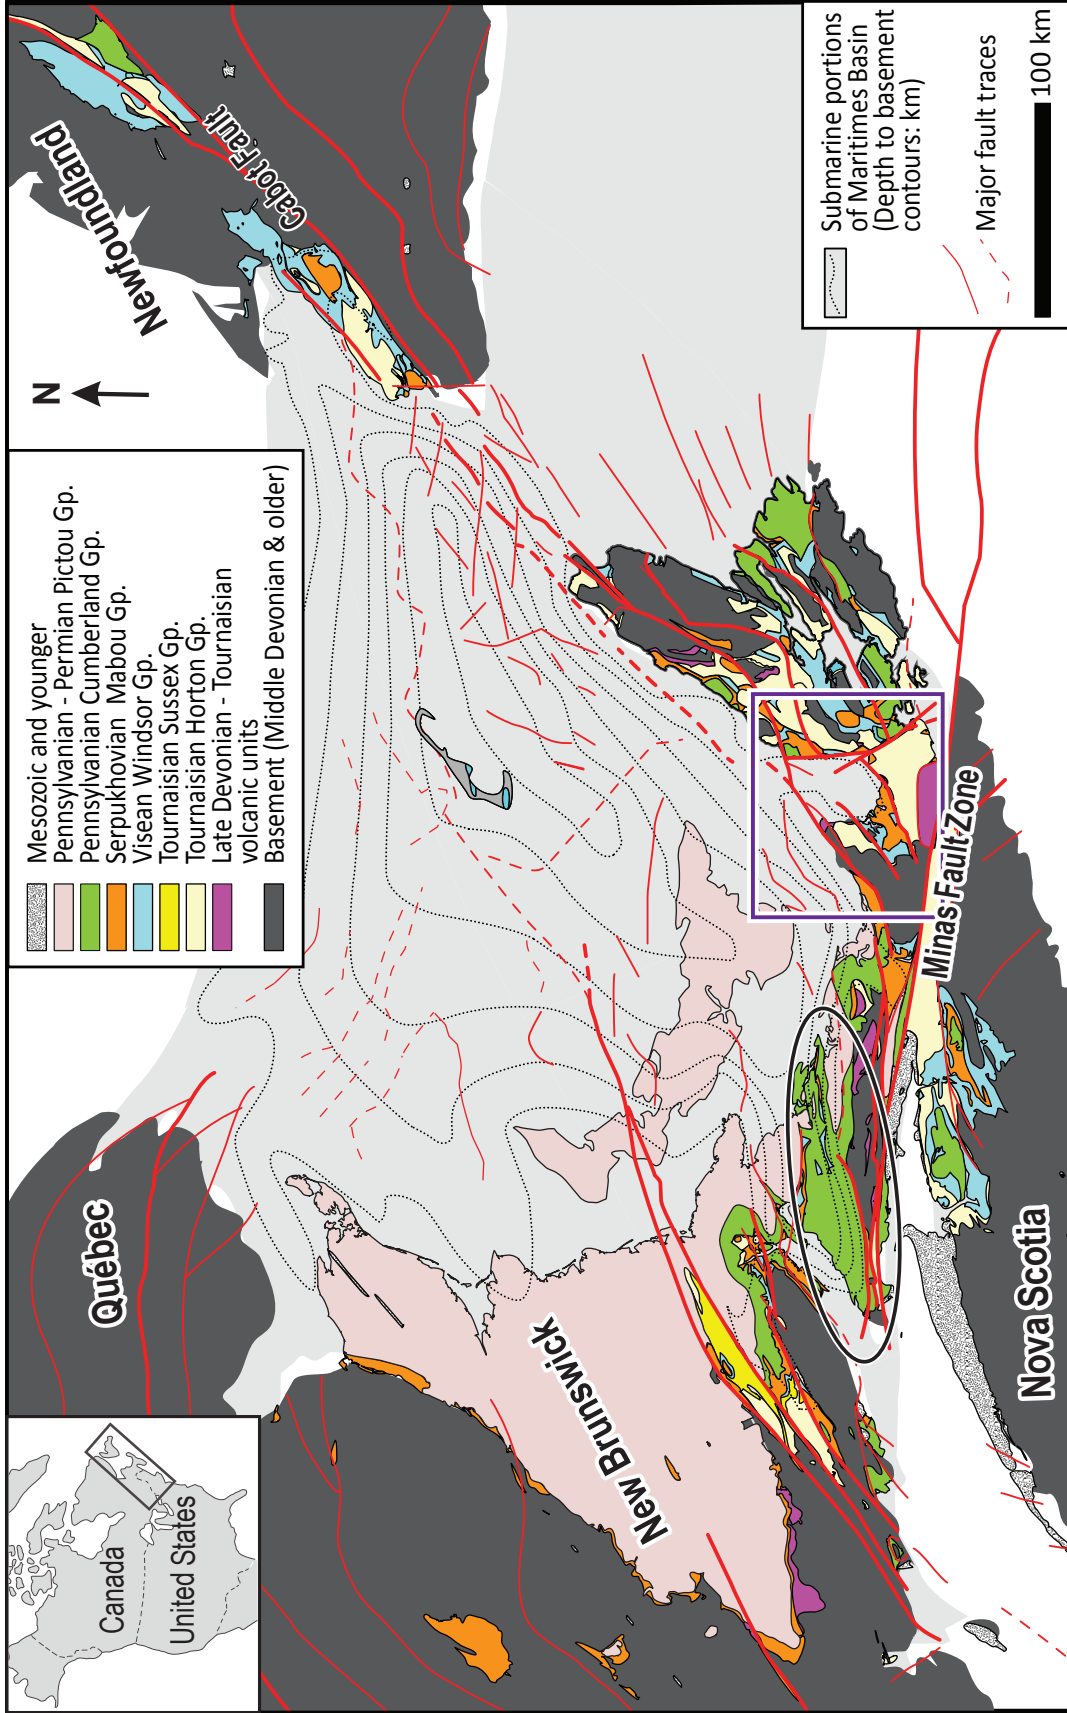 Canada
United States
Québec
New Brunswick
Nova Scotia
Mesozoic and younger
Pennsylvanian - Permian Pictou Gp.
Pennsylvanian Cumberland Gp.
Serpukhovian Mabou Gp.
Visean Windsor Gp.
Tournaisian Sussex Gp.
Tournaisian Horton Gp.
Late Devonian - Tournaisian
volcanic units
Basement (Middle Devonian & older)
N
Newfoundland
Cabot Fault
Minas Fault Zone
Submarine portions
of Maritimes Basin
(Depth to basement
contours: km)
Major fault traces
100 km